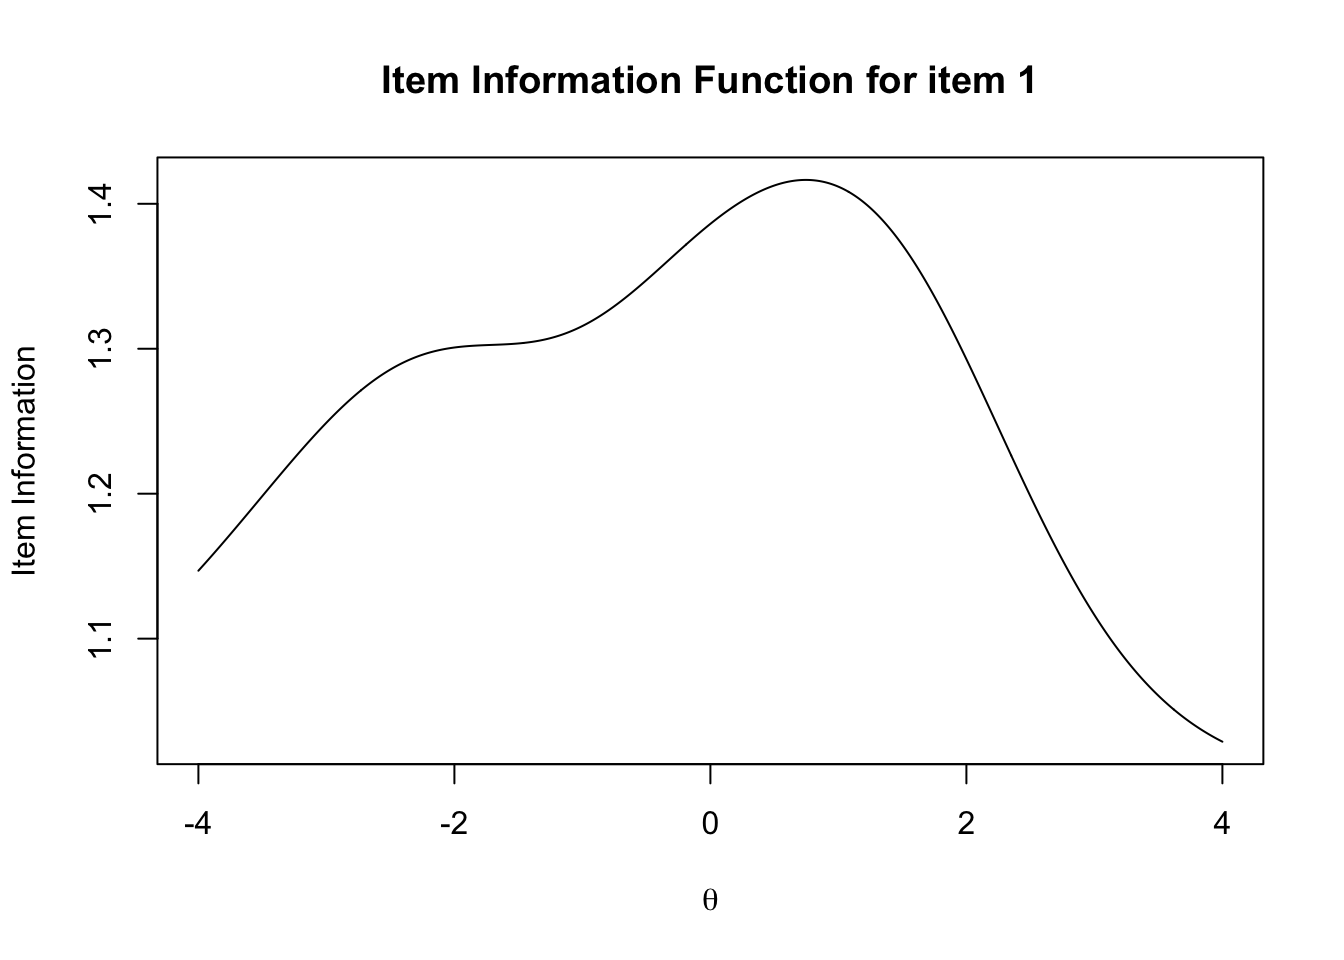 Item Information Function for item 1
Item Information
1.4
1.3
1.2
1.1
-4 -2 0 2 4
θ